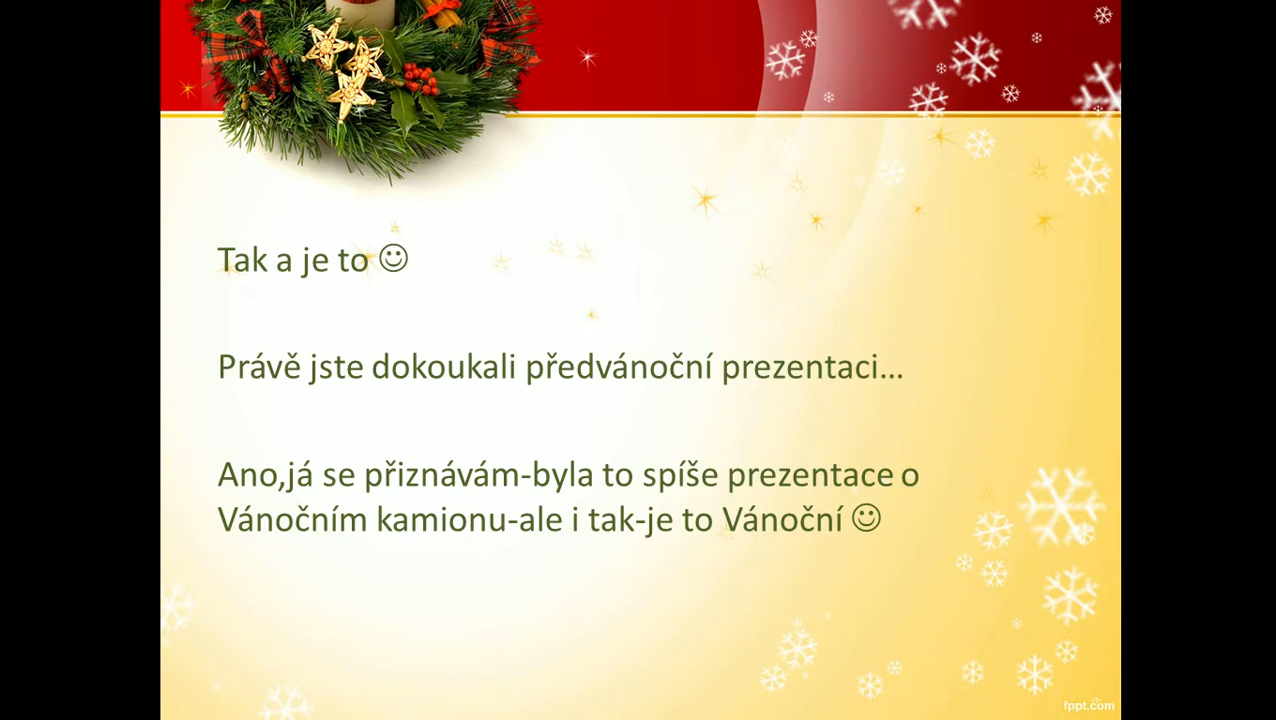 Tak a je to ☺
Právě jste dokoukali předvánoční prezentaci...
Ano,já se přiznávám-byla to spíše prezentace o
Vánočním kamionu-ale i tak-je to Vánoční ☺
fppt.com